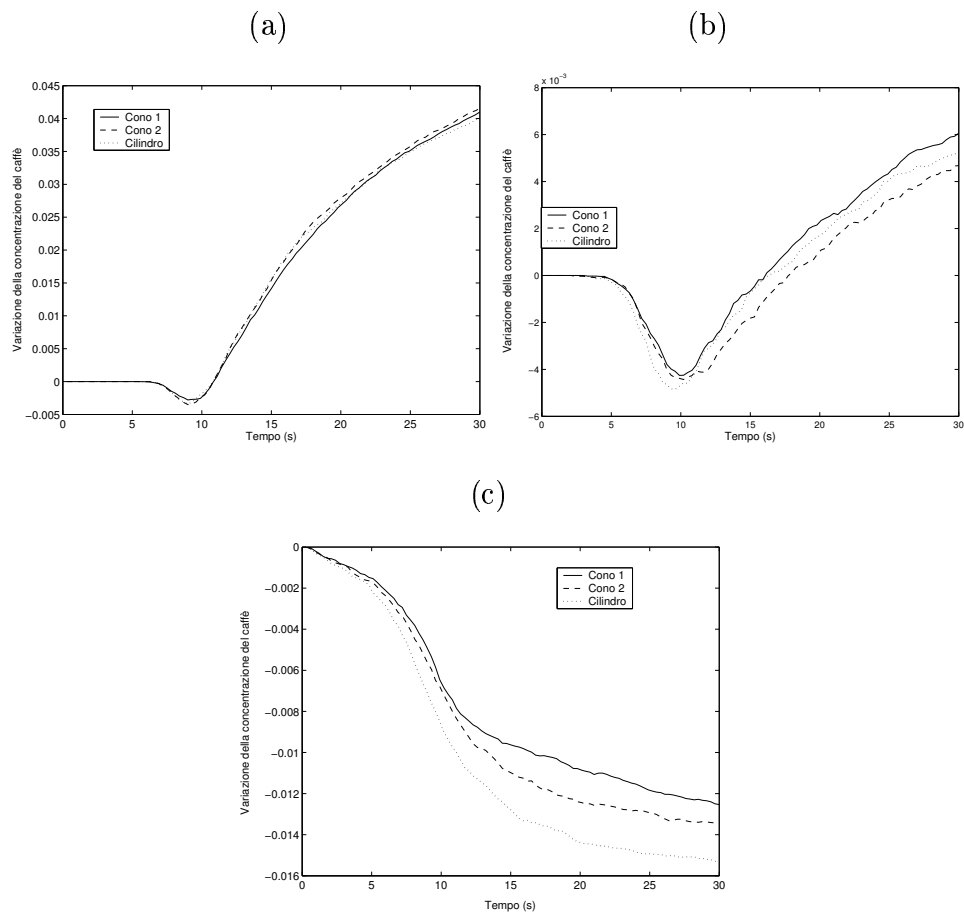 (a)
Variazione della concentrazione del caffè
0.045
0.04
0.035
0.03
0.025
0.02
0.015
0.01
0.005
0
−0.005
Cono 1
Cono 2
Cilindro
0 5 10 15 20 25 30
Tempo (s)
(b)
x 10⁻³
Variazione della concentrazione del caffè
8
6
4
2
0
−2
−4
−6
Cono 1
Cono 2
Cilindro
0 5 10 15 20 25 30
Tempo (s)
(c)
Variazione della concentrazione del caffè
0
−0.002
−0.004
−0.006
−0.008
−0.01
−0.012
−0.014
−0.016
Cono 1
Cono 2
Cilindro
0 5 10 15 20 25 30
Tempo (s)